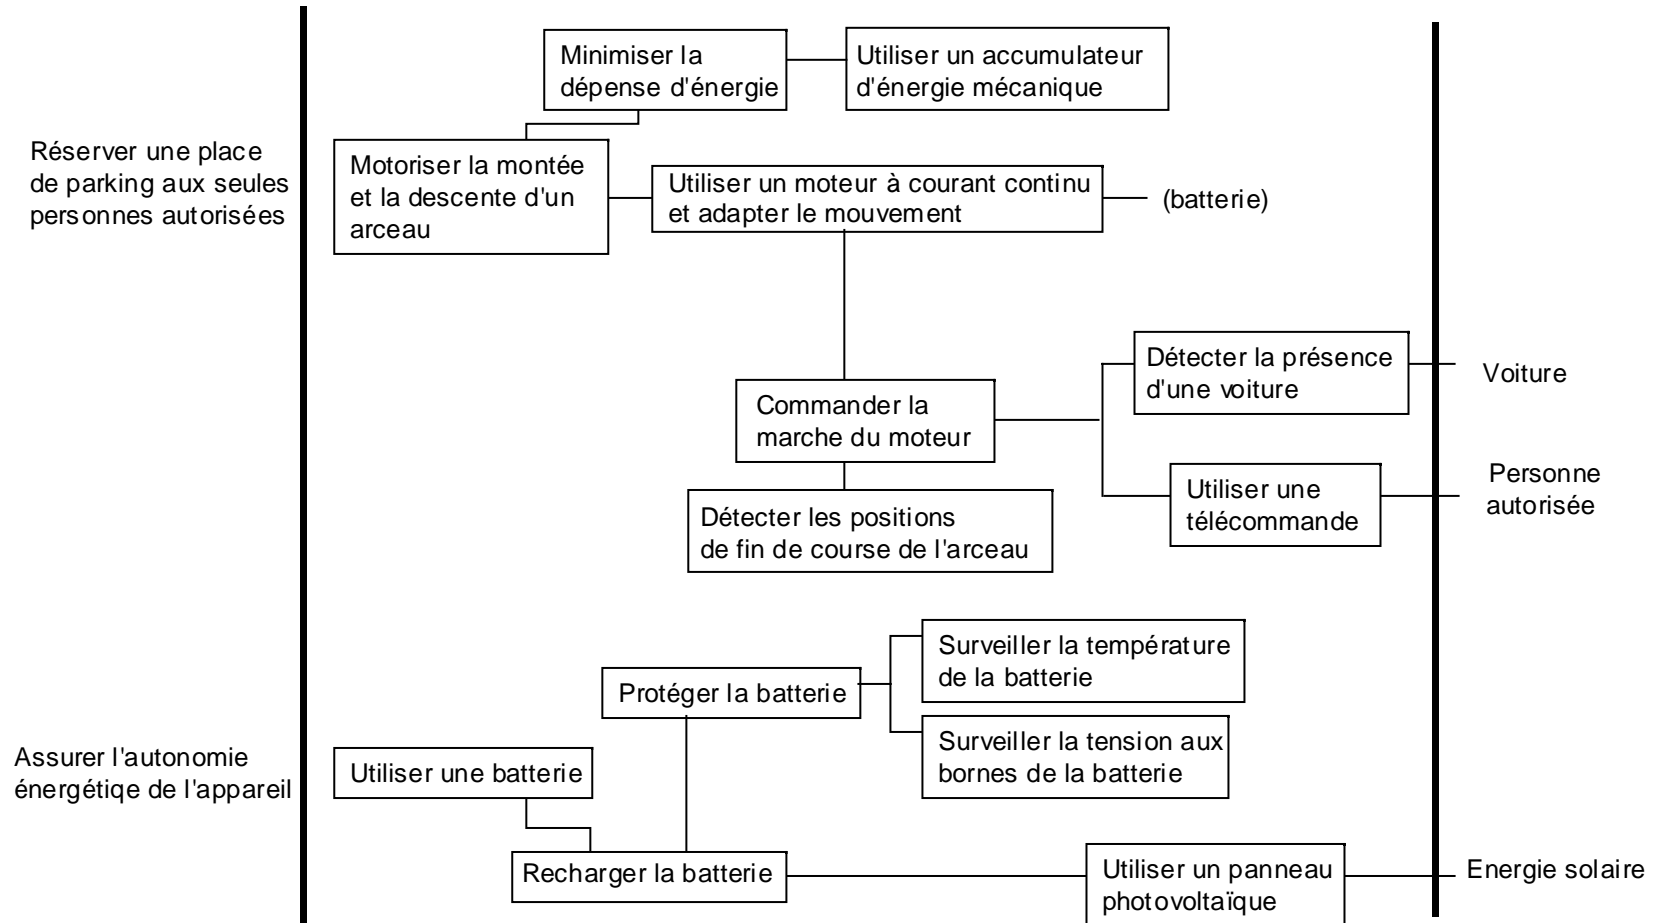 Minimiser la
dépense d'énergie
Utiliser un accumulateur
d'énergie mécanique
Réserver une place
de parking aux seules
personnes autorisées
Motoriser la montée
et la descente d'un
arceau
Utiliser un moteur à courant continu
et adapter le mouvement
(batterie)
Détecter la présence
d'une voiture
Voiture
Commander la
marche du moteur
Utiliser une
télécommande
Personne
autorisée
Détecter les positions
de fin de course de l'arceau
Surveiller la température
de la batterie
Protéger la batterie
Surveiller la tension aux
bornes de la batterie
Assurer l'autonomie
énergétiqe de l'appareil
Utiliser une batterie
Recharger la batterie
Utiliser un panneau
photovoltaïque
Energie solaire